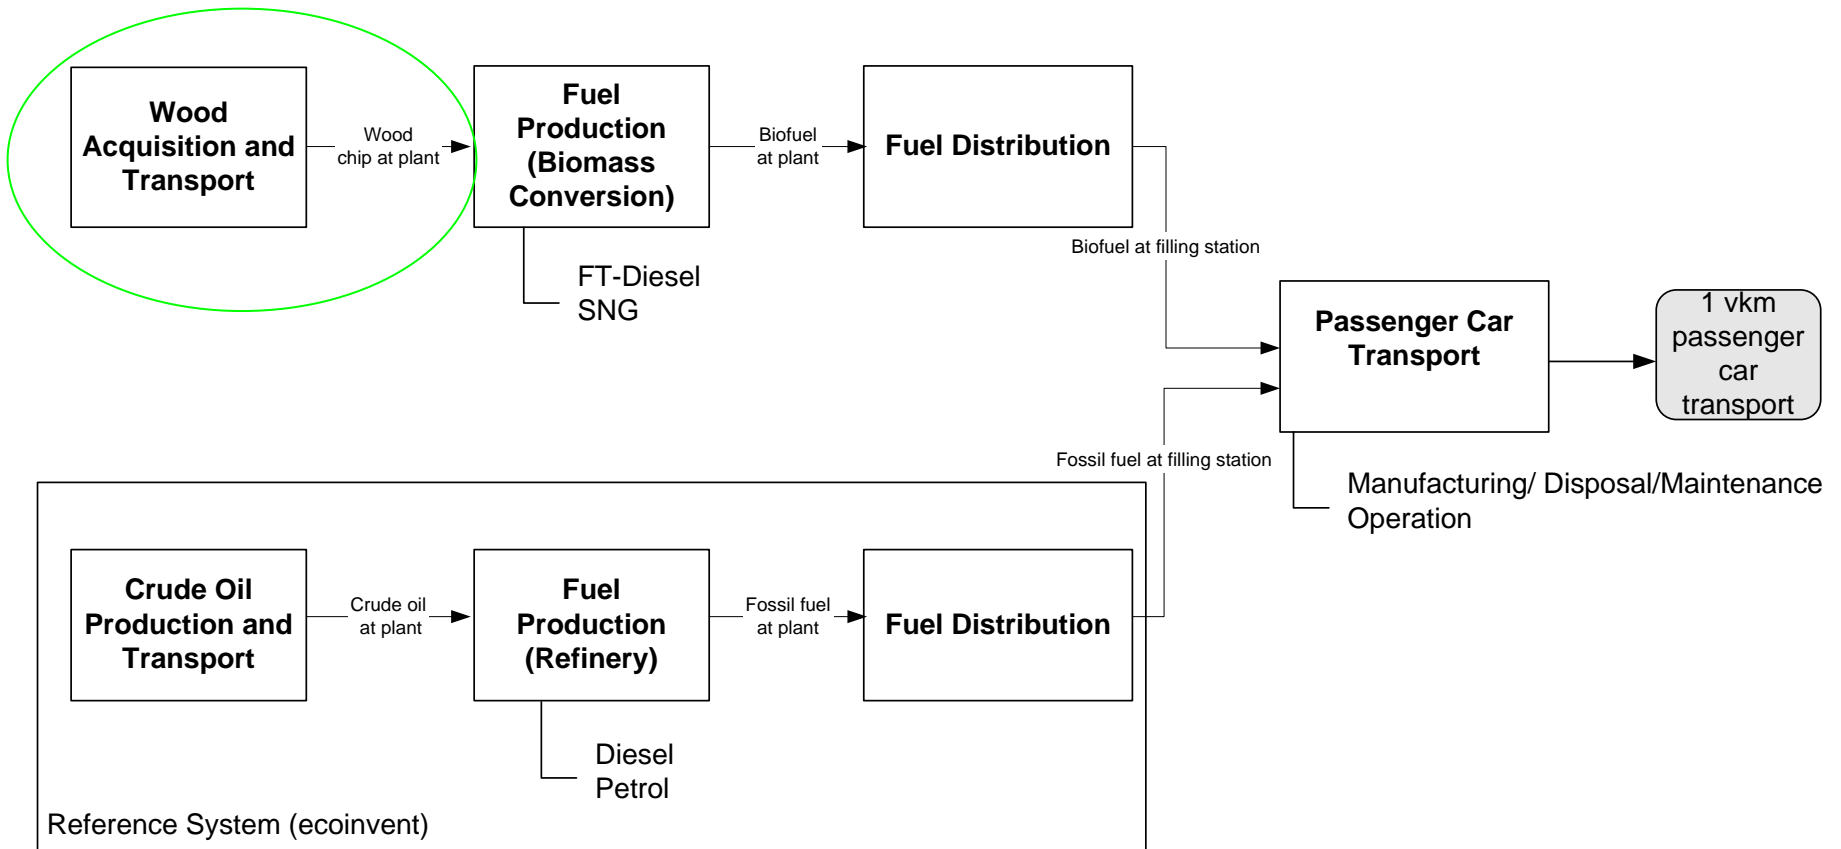 Wood
Acquisition and
Transport
Wood
chip at plant
Fuel
Production
(Biomass
Conversion)
FT-Diesel
SNG
Biofuel
at plant
Fuel Distribution
Biofuel at filling station
Passenger Car
Transport
1 vkm
passenger
car
transport
Manufacturing/ Disposal/Maintenance
Operation
Fossil fuel at filling station
Crude Oil
Production and
Transport
Crude oil
at plant
Fuel
Production
(Refinery)
Diesel
Petrol
Fossil fuel
at plant
Fuel Distribution
Reference System (ecoinvent)